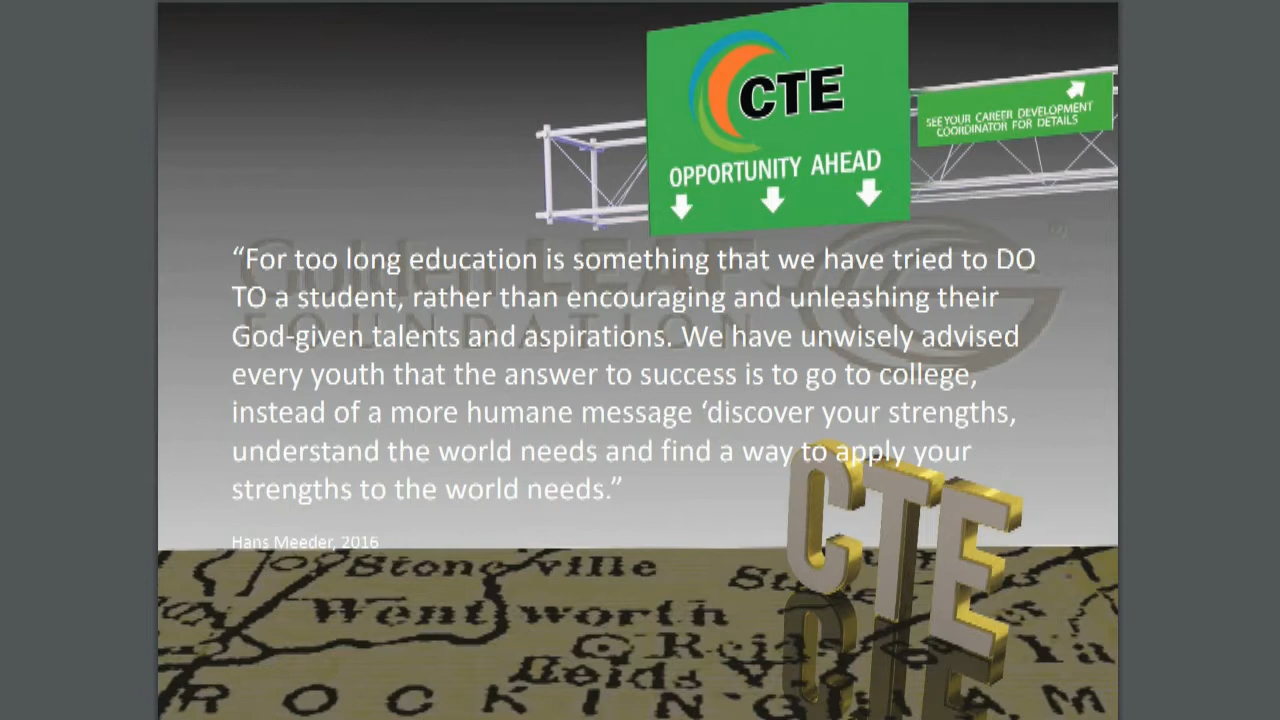 CTE
OPPORTUNITY AHEAD
SEE YOUR CAREER DEVELOPMENT
COORDINATOR FOR DETAILS
Golden LEAF
FOUNDATION
“For too long education is something that we have tried to DO
TO a student, rather than encouraging and unleashing their
God-given talents and aspirations. We have unwisely advised
every youth that the answer to success is to go to college,
instead of a more humane message ‘discover your strengths,
understand the world needs and find a way to apply your
strengths to the world needs.”
Hans Meeder, 2016
CTE
Stoneville
Wentworth
ROCKINGHAM